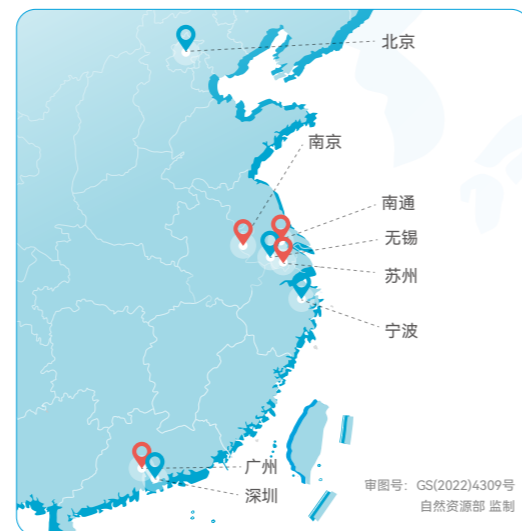 北京
南京
南通
无锡
苏州
宁波
广州
深圳
审图号：GS(2022)4309号
自然资源部 监制